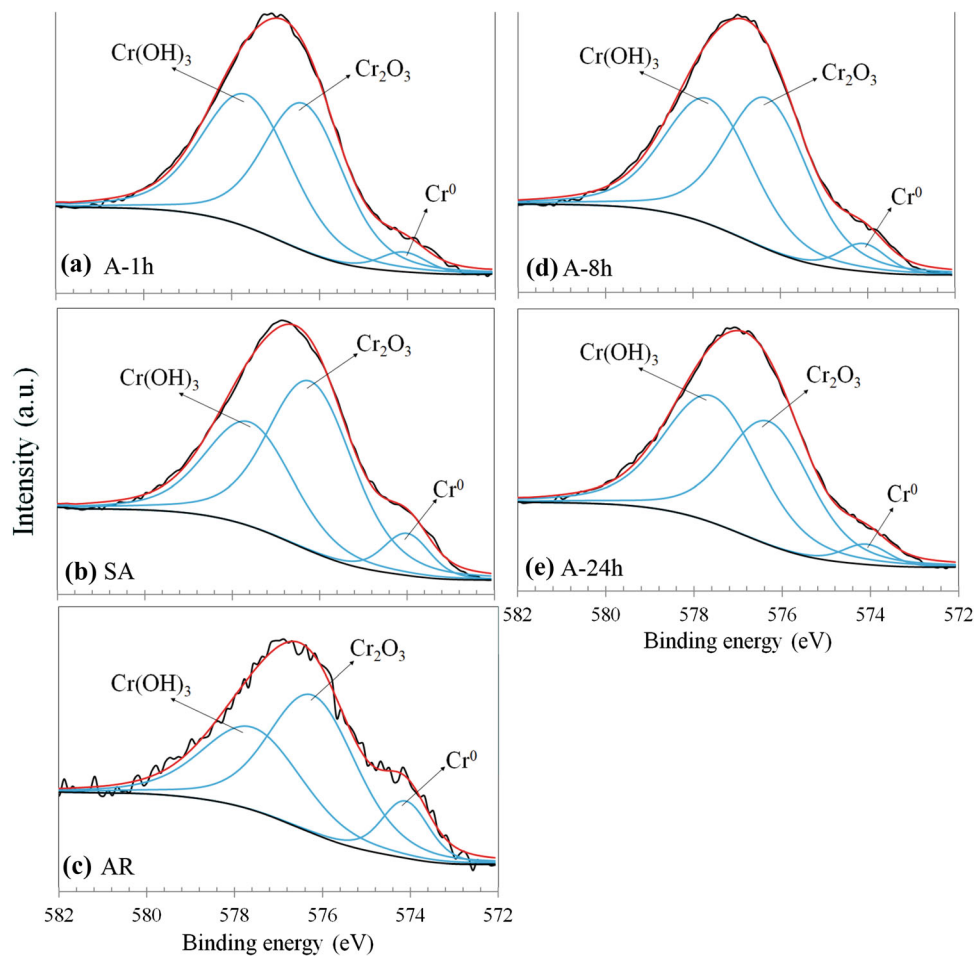 Cr(OH)₃
Cr₂O₃
Cr⁰
(a) A-1h
Cr(OH)₃
Cr₂O₃
Cr⁰
(d) A-8h
Intensity (a.u.)
Cr(OH)₃
Cr₂O₃
Cr⁰
(b) SA
Cr(OH)₃
Cr₂O₃
Cr⁰
(e) A-24h
582 580 578 576 574 572
Binding energy (eV)
Cr(OH)₃
Cr₂O₃
Cr⁰
(c) AR
582 580 578 576 574 572
Binding energy (eV)